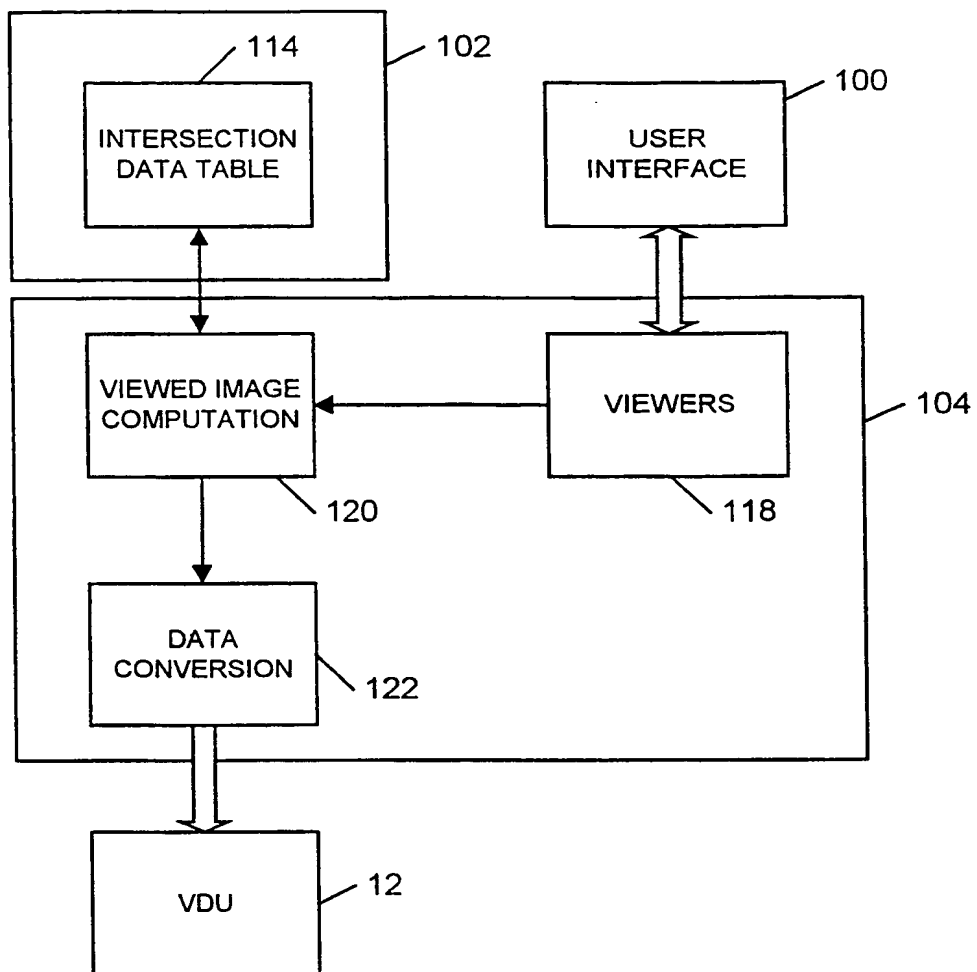 114
102
100
INTERSECTION
DATA TABLE
USER
INTERFACE
VIEWED IMAGE
COMPUTATION
VIEWERS
104
120
118
DATA
CONVERSION
122
VDU
12